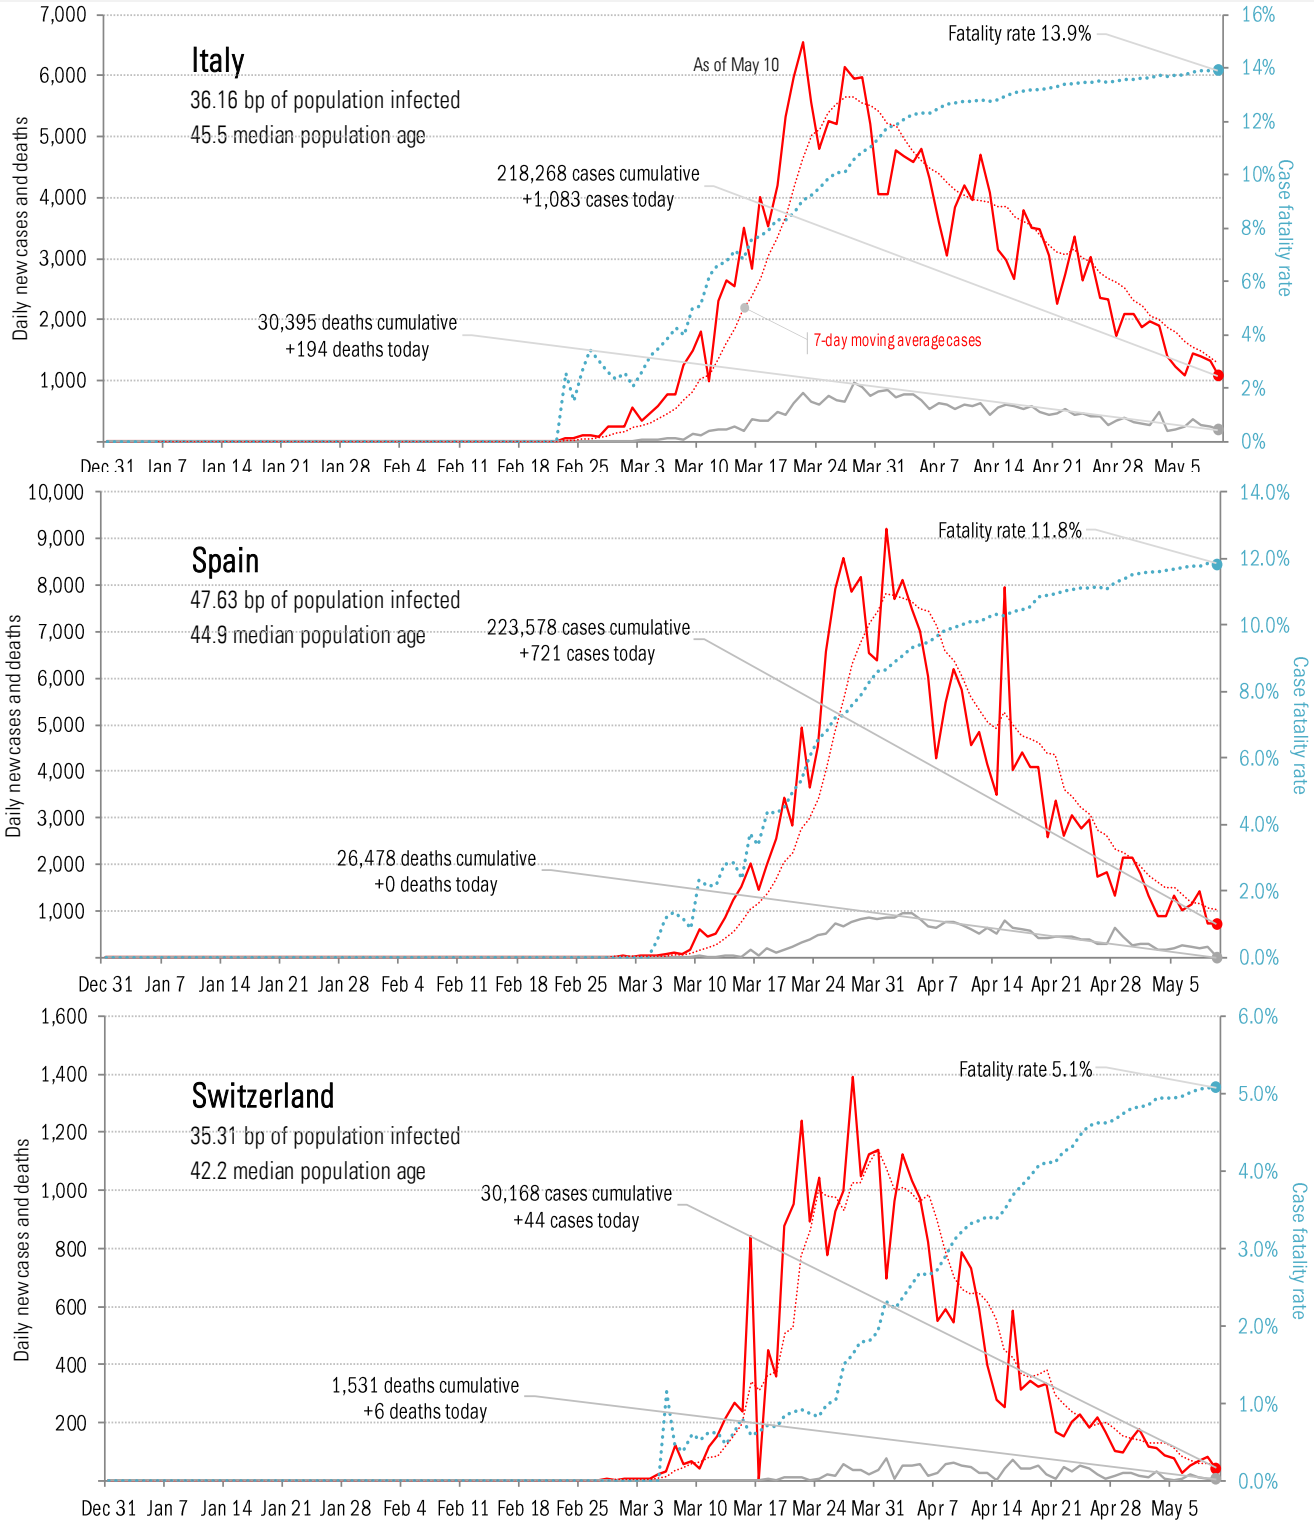 7,000
6,000
5,000
4,000
3,000
2,000
1,000
Daily new cases and deaths
Italy
36.16 bp of population infected
45.5 median population age
As of May 10
Fatality rate 13.9%
218,268 cases cumulative
+1,083 cases today
30,395 deaths cumulative
+194 deaths today
7-day moving average cases
16%
14%
12%
10%
8%
6%
4%
2%
0%
Case fatality rate
Dec 31 Jan 7 Jan 14 Jan 21 Jan 28 Feb 4 Feb 11 Feb 18 Feb 25 Mar 3 Mar 10 Mar 17 Mar 24 Mar 31 Apr 7 Apr 14 Apr 21 Apr 28 May 5
10,000
9,000
8,000
7,000
6,000
5,000
4,000
3,000
2,000
1,000
Daily new cases and deaths
Spain
47.63 bp of population infected
44.9 median population age
Fatality rate 11.8%
223,578 cases cumulative
+721 cases today
26,478 deaths cumulative
+0 deaths today
14.0%
12.0%
10.0%
8.0%
6.0%
4.0%
2.0%
0.0%
Case fatality rate
Dec 31 Jan 7 Jan 14 Jan 21 Jan 28 Feb 4 Feb 11 Feb 18 Feb 25 Mar 3 Mar 10 Mar 17 Mar 24 Mar 31 Apr 7 Apr 14 Apr 21 Apr 28 May 5
1,600
1,400
1,200
1,000
800
600
400
200
Daily new cases and deaths
Switzerland
35.31 bp of population infected
42.2 median population age
Fatality rate 5.1%
30,168 cases cumulative
+44 cases today
1,531 deaths cumulative
+6 deaths today
6.0%
5.0%
4.0%
3.0%
2.0%
1.0%
0.0%
Case fatality rate
Dec 31 Jan 7 Jan 14 Jan 21 Jan 28 Feb 4 Feb 11 Feb 18 Feb 25 Mar 3 Mar 10 Mar 17 Mar 24 Mar 31 Apr 7 Apr 14 Apr 21 Apr 28 May 5